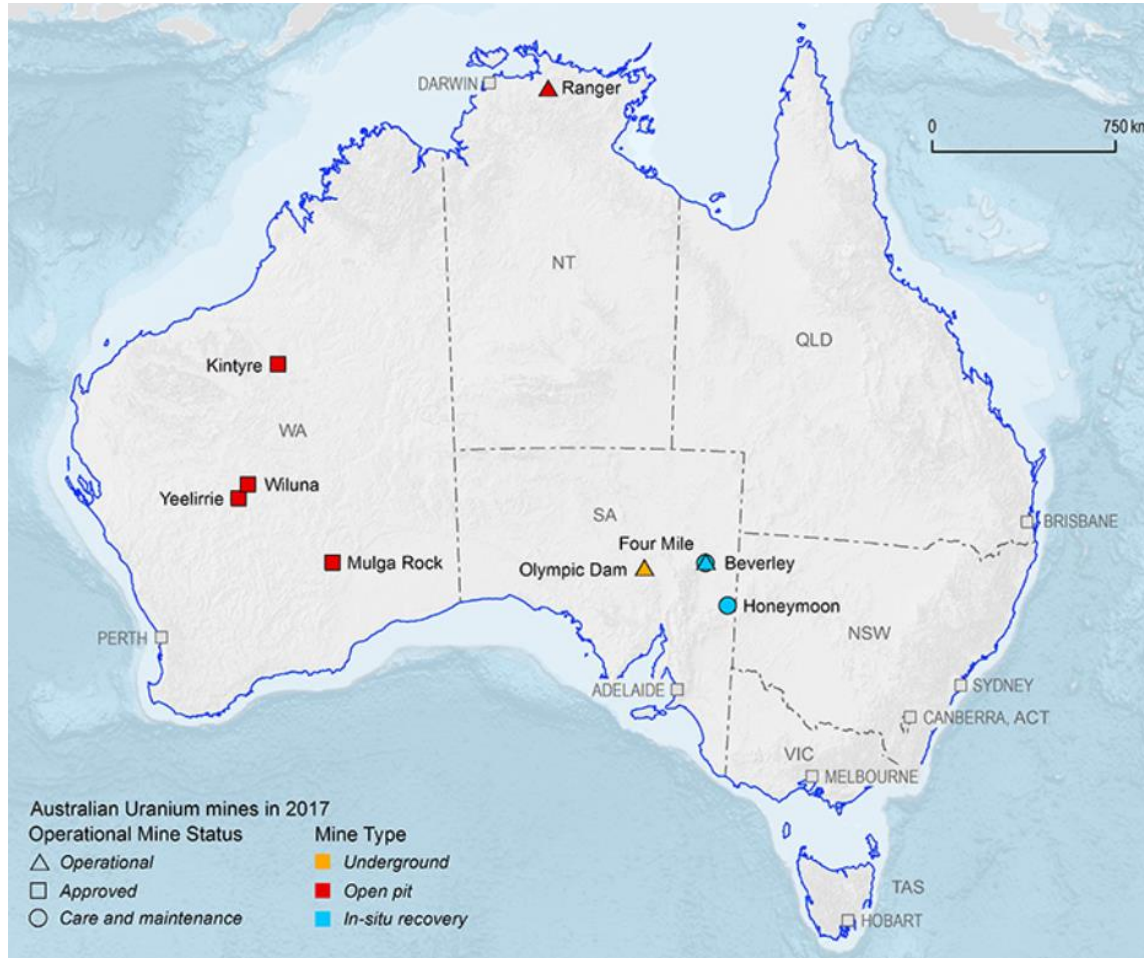 DARWIN
Ranger
0 750 km
NT
QLD
Kintyre
WA
Wiluna
Yeelirrie
SA
BRISBANE
Four Mile
Mulga Rock
Olympic Dam
Beverley
Honeymoon
NSW
PERTH
ADELAIDE
SYDNEY
CANBERRA, ACT
VIC
MELBOURNE
Australian Uranium mines in 2017
Operational Mine Status
Operational
Approved
Care and maintenance
Mine Type
Underground
Open pit
In-situ recovery
TAS
HOBART